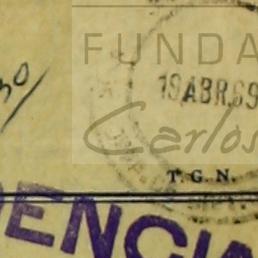 FUNDA
30
19 ABR. 69
Carlos
T. G. N.
ENCIA